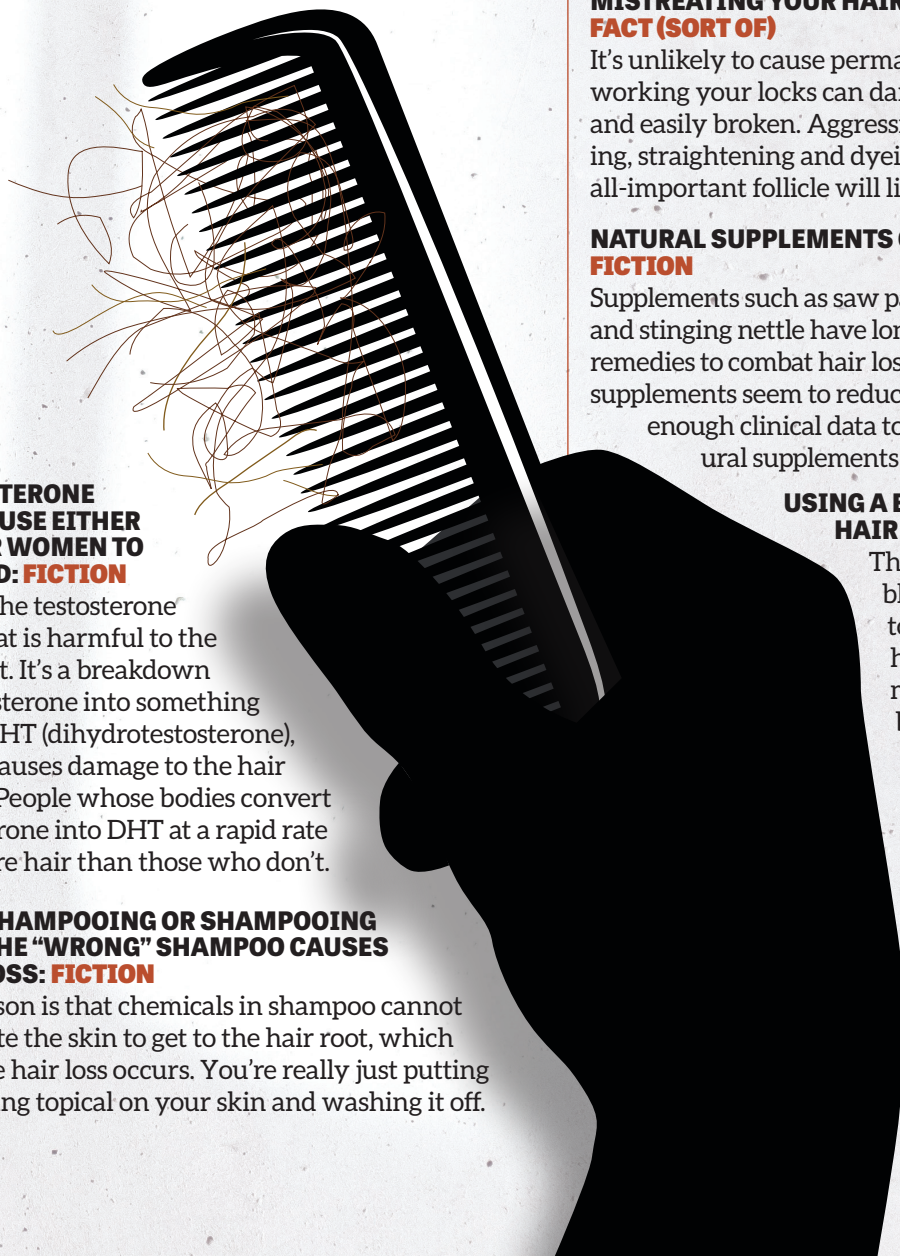 TERONE
USE EITHER
R WOMEN TO
D: FICTION
he testosterone
at is harmful to the
t. It’s a breakdown
sterone into something
HT (dihydrotestosterone),
auses damage to the hair
People whose bodies convert
rone into DHT at a rapid rate
re hair than those who don’t.
HAMPOOING OR SHAMPOOING
HE “WRONG” SHAMPOO CAUSES
OSS: FICTION
son is that chemicals in shampoo cannot
te the skin to get to the hair root, which
e hair loss occurs. You’re really just putting
ng topical on your skin and washing it off.
MISTREATING YOUR HAIR
FACT (SORT OF)
It’s unlikely to cause perma
working your locks can da
and easily broken. Aggressi
ing, straightening and dyei
all-important follicle will li
NATURAL SUPPLEMENTS
FICTION
Supplements such as saw pa
and stinging nettle have lon
remedies to combat hair los
supplements seem to reduc
enough clinical data to
ural supplements
USING A
HAIR
Th
bl
to